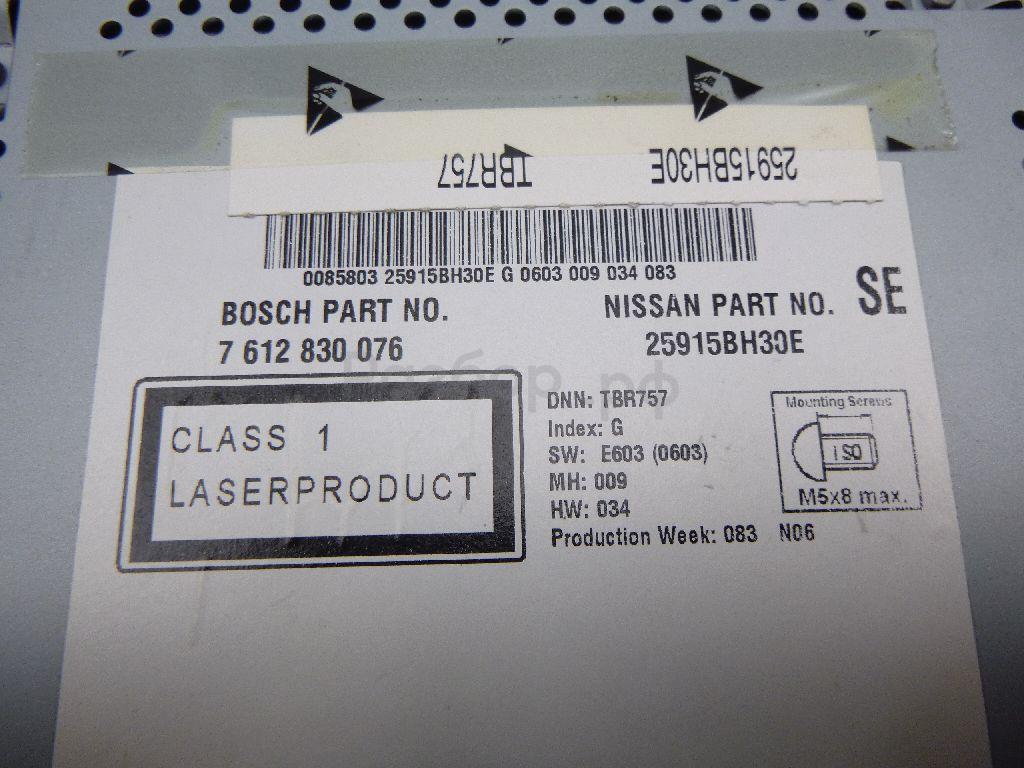 TBR757 25915BH30E
0085803 25915BH30E G 0603 009 034 083
BOSCH PART NO.
7 612 830 076
NISSAN PART NO.
25915BH30E
SE
CLASS 1
LASERPRODUCT
DNN: TBR757
Index: G
SW: E603 (0603)
MH: 009
HW: 034
Production Week: 083 N06
Mounting Screws
ISO
M5x8 max.
Разбор.рф